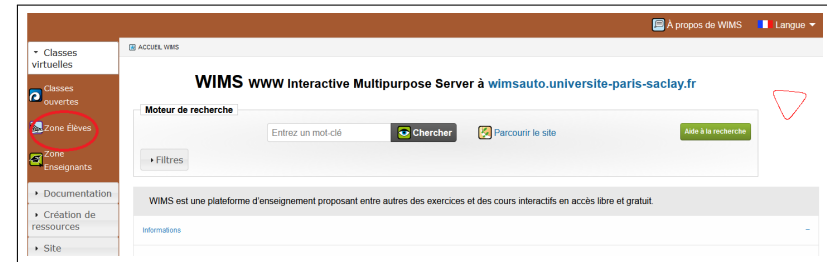 À propos de WIMS
Langue
Classes
virtuelles
ACCUEIL WIMS
Classes
ouvertes
Zone Élèves
Zone
Enseignants
Documentation
Création de
ressources
Site
WIMS WWW Interactive Multipurpose Server à wimsauto.universite-paris-saclay.fr
Moteur de recherche
Entrez un mot-clé
Chercher
Parcourir le site
Aide à la recherche
Filtres
WIMS est une plateforme d'enseignement proposant entre autres des exercices et des cours interactifs en accès libre et gratuit.
Informations